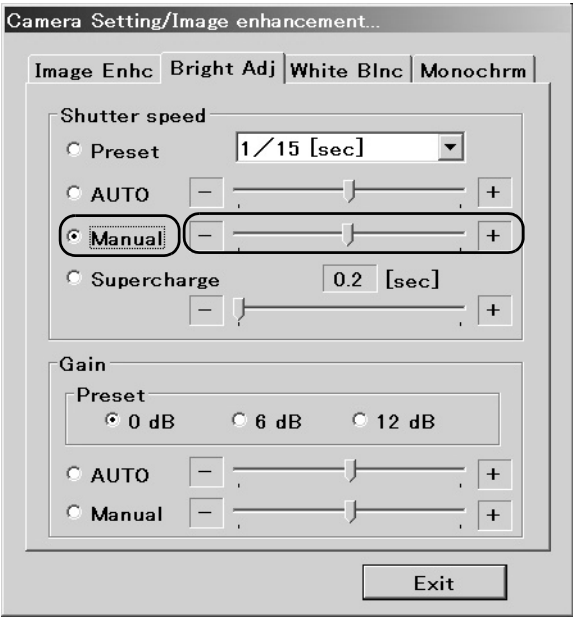 Camera Setting/Image enhancement...
Image Enhc Bright Adj White Blnc Monochrm
Shutter speed
Preset 1/15 [sec]
AUTO - +
Manual - +
Supercharge 0.2 [sec]
- +
Gain
Preset
0 dB 6 dB 12 dB
AUTO - +
Manual - +
Exit